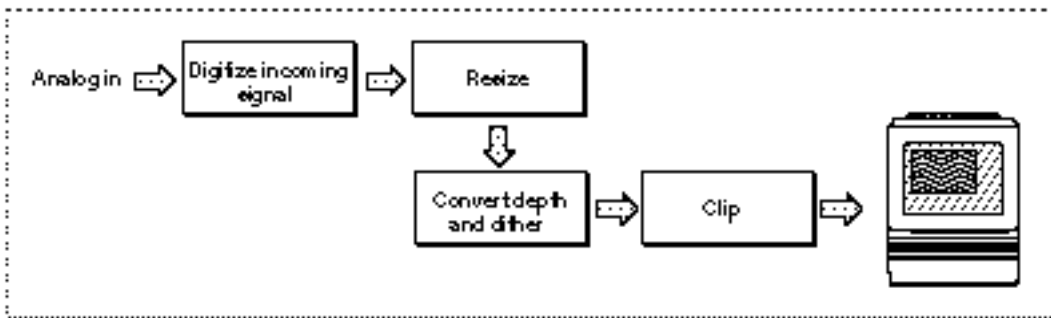 Analog in
Digitize incoming
signal
Resize
Convert depth
and dither
Clip